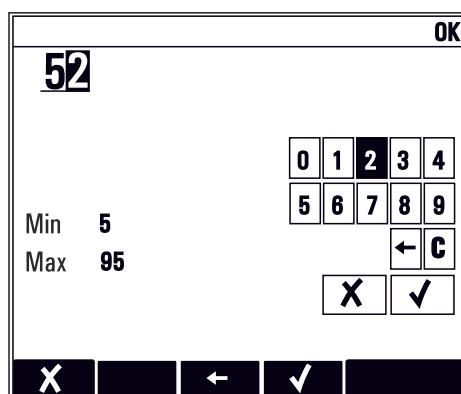 OK
52
0 1 2 3 4
5 6 7 8 9
Min 5
← C
Max 95
✗ ✓
✗ ← ✓